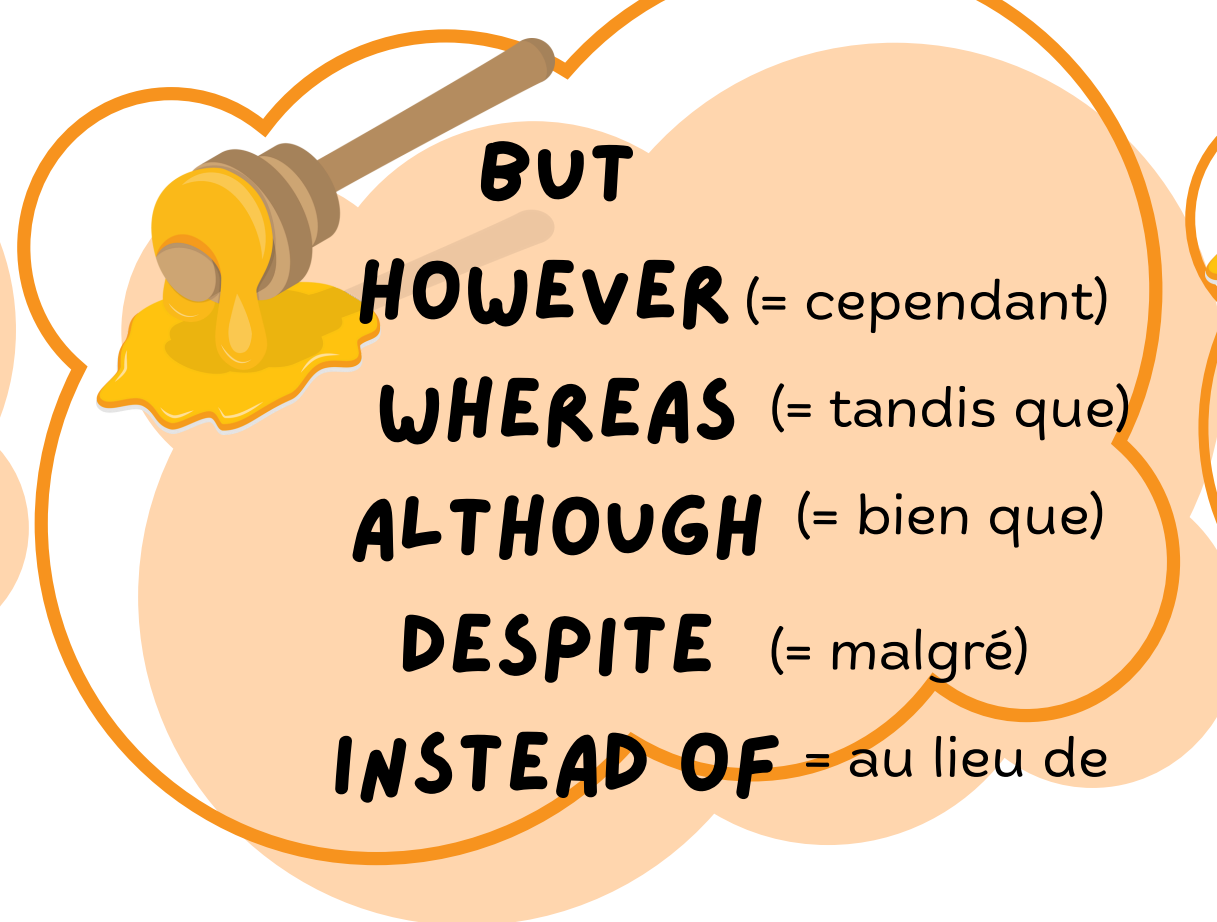 BUT
HOWEVER (= cependant)
WHEREAS (= tandis que)
ALTHOUGH (= bien que)
DESPITE (= malgré)
INSTEAD OF = au lieu de